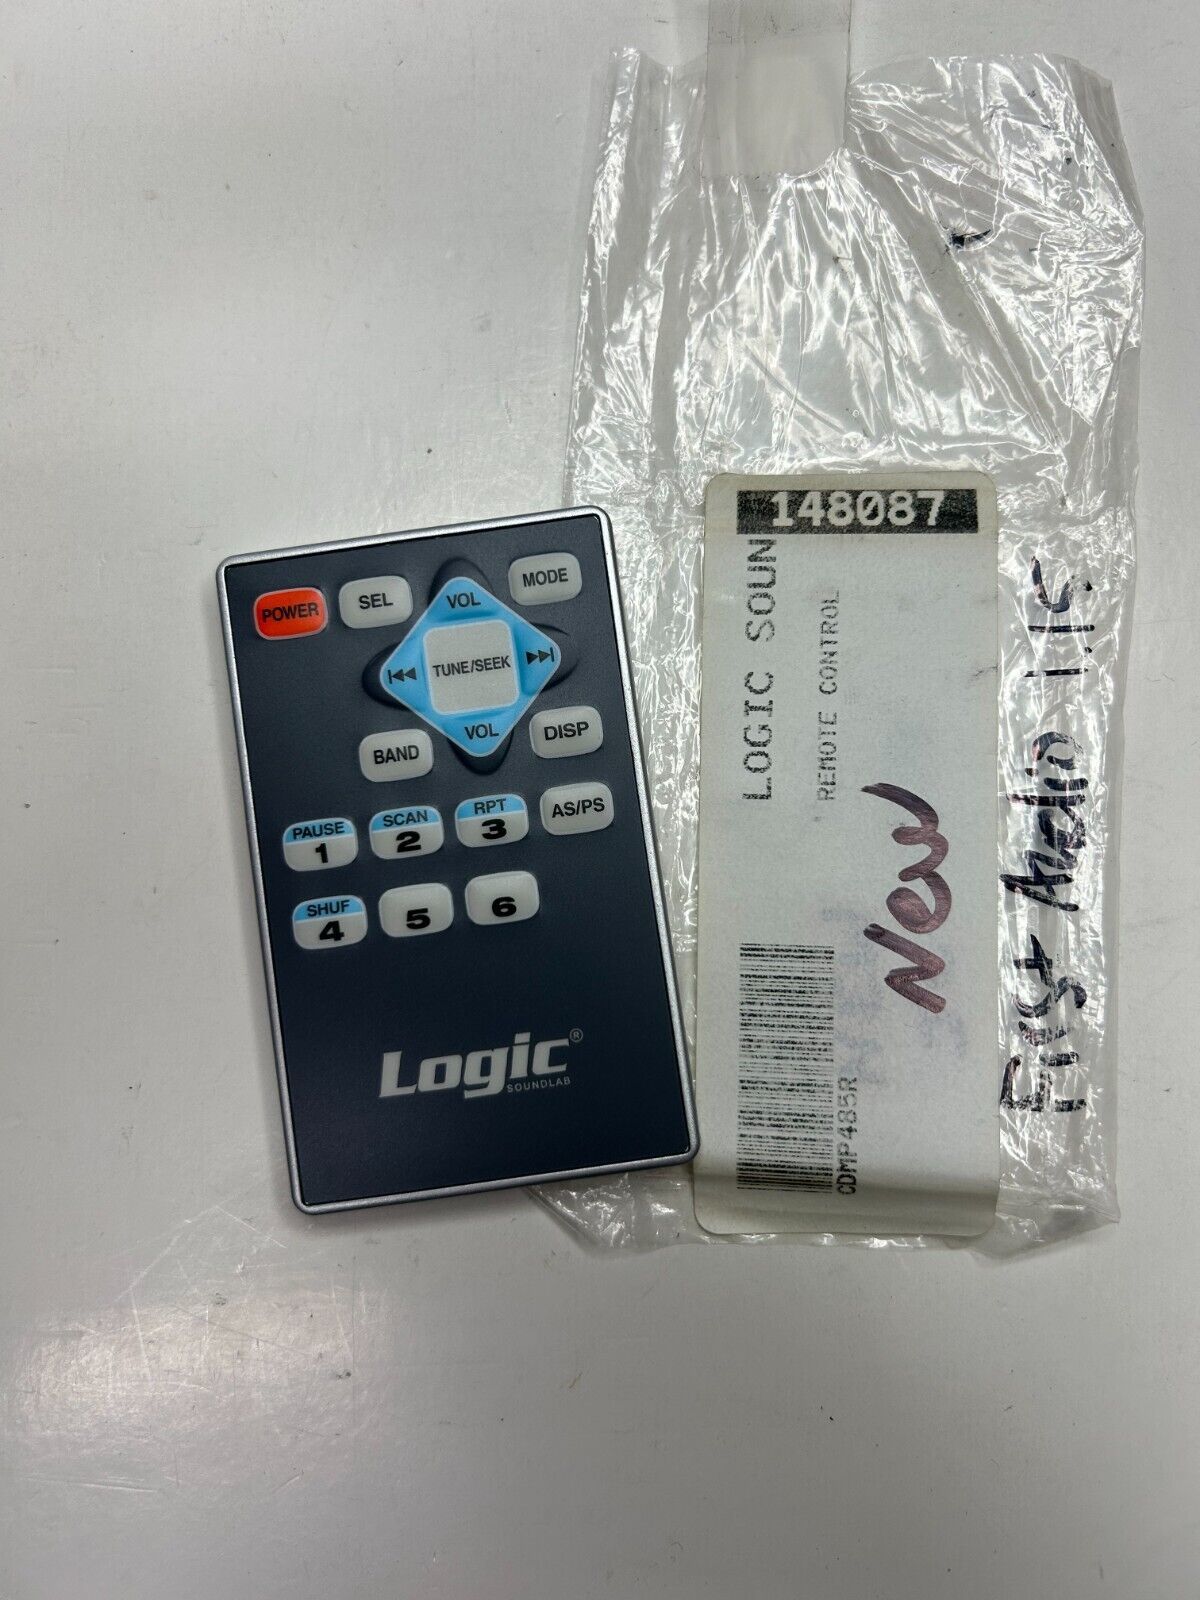 POWER
SEL
VOL
MODE
TUNE/SEEK
VOL
BAND
DISP
PAUSE
1
SCAN
2
RPT
3
AS/PS
SHUF
4
5
6
Logic®
SOUNDLAB
148087
LOGIC SOUN
REMOTE CONTROL
New
CDMP485R
First Audio